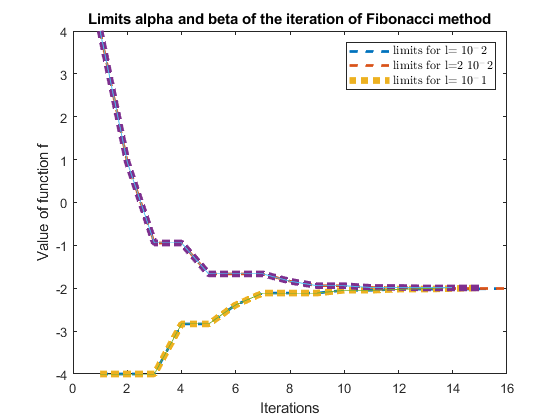 Limits alpha and beta of the iteration of Fibonacci method
4
3
2
1
0
-1
-2
-3
-4
Value of function f
limits for l= 10⁻2
limits for l=2 10⁻2
limits for l= 10⁻1
0 2 4 6 8 10 12 14 16
Iterations